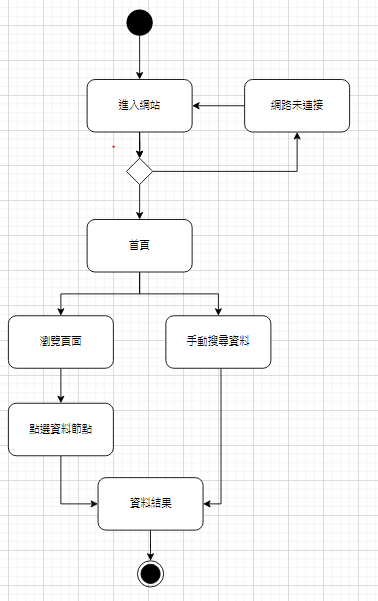 進入網站
網路未連接
首頁
瀏覽頁面
手動搜尋資料
點選資料節點
資料結果